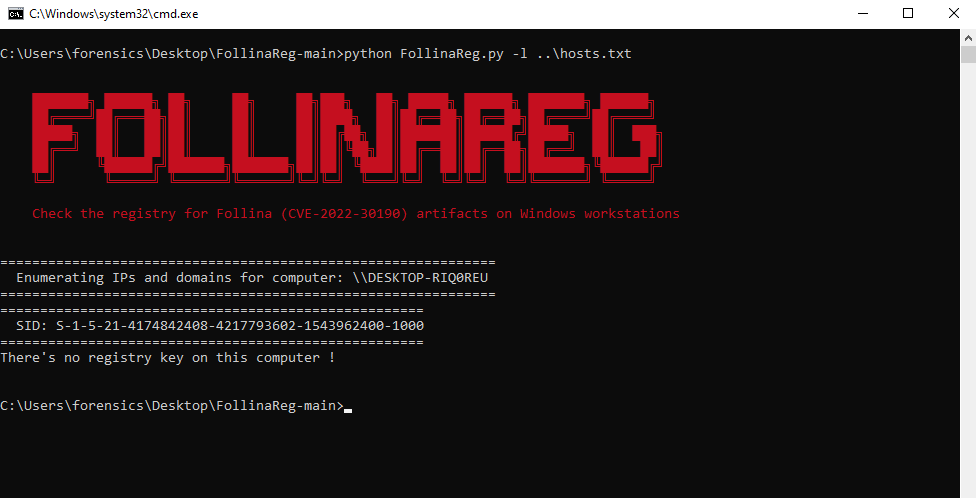 C:\Windows\system32\cmd.exe
C:\Users\forensics\Desktop\FollinaReg-main>python FollinaReg.py -l ..\hosts.txt
FOLLINAREG
Check the registry for Follina (CVE-2022-30190) artifacts on Windows workstations
==============================================================
Enumerating IPs and domains for computer: \\DESKTOP-RIQ0REU
==============================================================
=====================================================
SID: S-1-5-21-4174842408-4217793602-1543962400-1000
=====================================================
There's no registry key on this computer !
C:\Users\forensics\Desktop\FollinaReg-main>